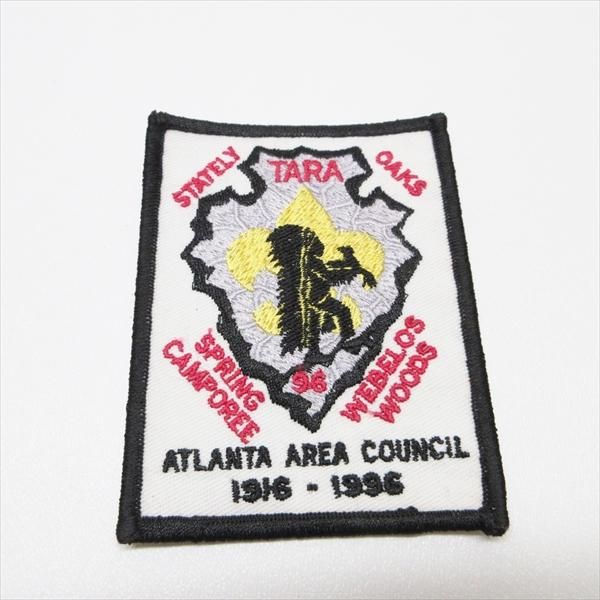 STATELY
OAKS
TARA
SPRING
CAMPOREE
96
WEBELOS
WOODS
ATLANTA AREA COUNCIL
1916 - 1996